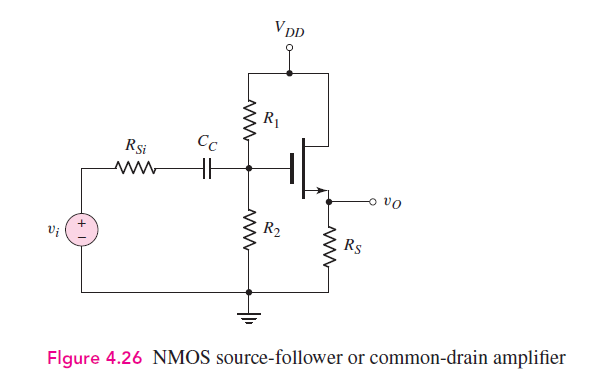 V_DD
R_1
R_Si
C_C
v_i
+
−
R_2
v_O
R_S
FIgure 4.26 NMOS source-follower or common-drain amplifier